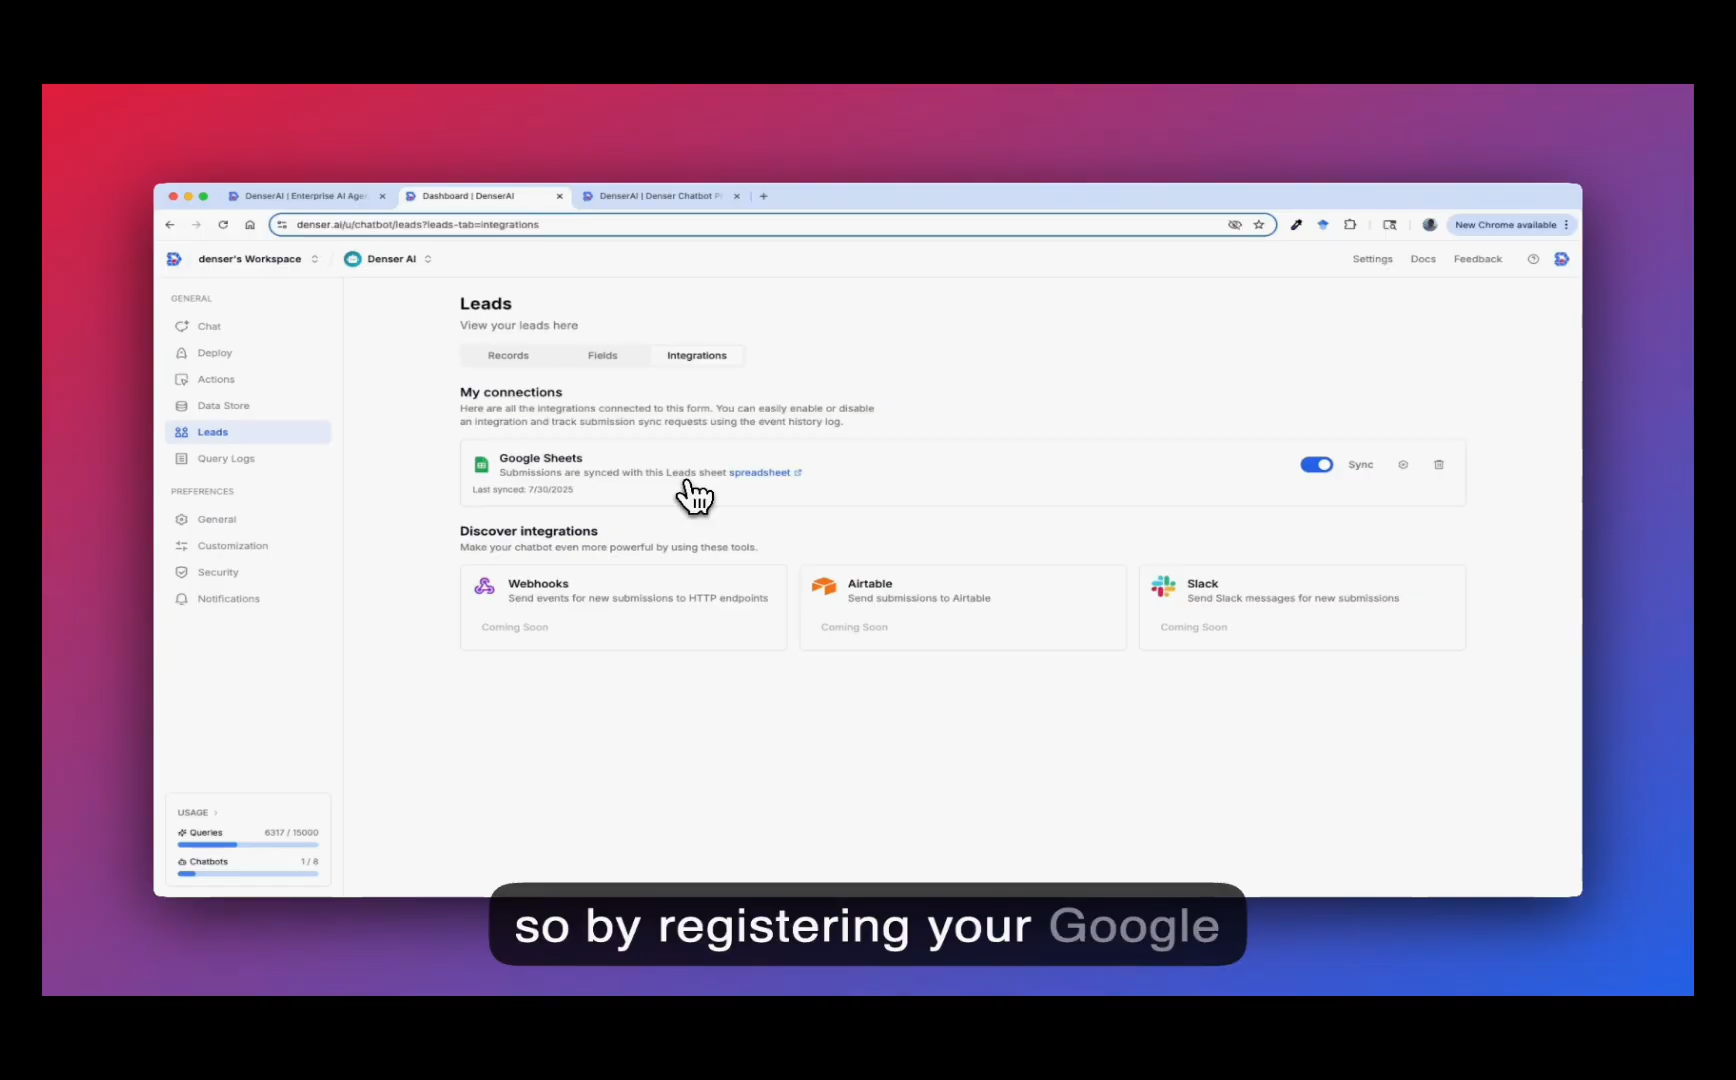 DenserAI | Enterprise AI Agen
Dashboard | DenserAI
DenserAI | Denser Chatbot P
denser.ai/u/chatbot/leads?leads-tab=integrations
New Chrome available
denser's Workspace
Denser AI
Settings
Docs
Feedback
GENERAL
Chat
Deploy
Actions
Data Store
Leads
Query Logs
PREFERENCES
General
Customization
Security
Notifications
USAGE
Queries 6317 / 15000
Chatbots 1 / 8
Leads
View your leads here
Records
Fields
Integrations
My connections
Here are all the integrations connected to this form. You can easily enable or disable
an integration and track submission sync requests using the event history log.
Google Sheets
Submissions are synced with this Leads sheet spreadsheet
Last synced: 7/30/2025
Sync
Discover integrations
Make your chatbot even more powerful by using these tools.
Webhooks
Send events for new submissions to HTTP endpoints
Coming Soon
Airtable
Send submissions to Airtable
Coming Soon
Slack
Send Slack messages for new submissions
Coming Soon
so by registering your Google